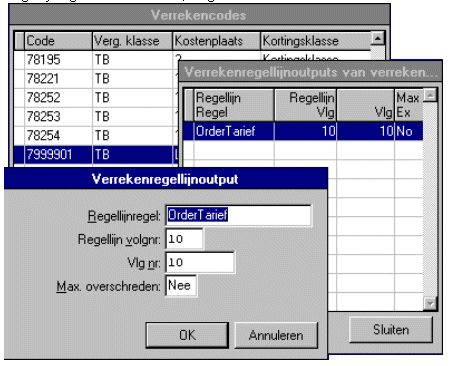 Verrekencodes
Code Verg. klasse Kostenplaats Kortingsklasse
78195 TB ?
78221 TB
78252 TB
78253 TB
78254 TB
7999901 TB
Verrekenregellijnoutputs van verreken...
Regellijn Regel Regellijn Vlg Vlg Max Ex
OrderTarief 10 10 No
Sluiten
Verrekenregellijnoutput
Regellijnregel: OrderTarief
Regellijn volgnr: 10
Vlg nr: 10
Max. overschreden: Nee
OK Annuleren